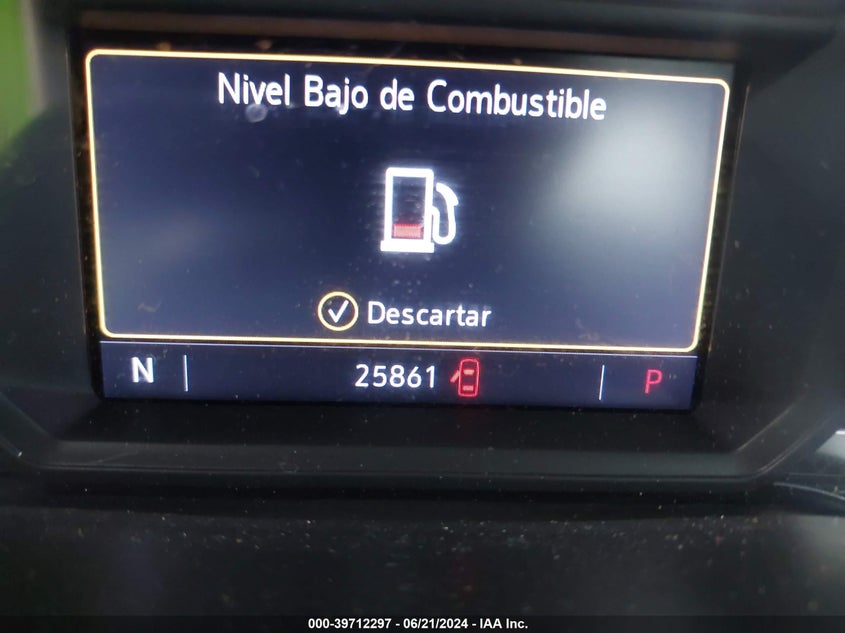 Nivel Bajo de Combustible
Descartar
N 25861 P
000-39712297 - 06/21/2024 - IAA Inc.